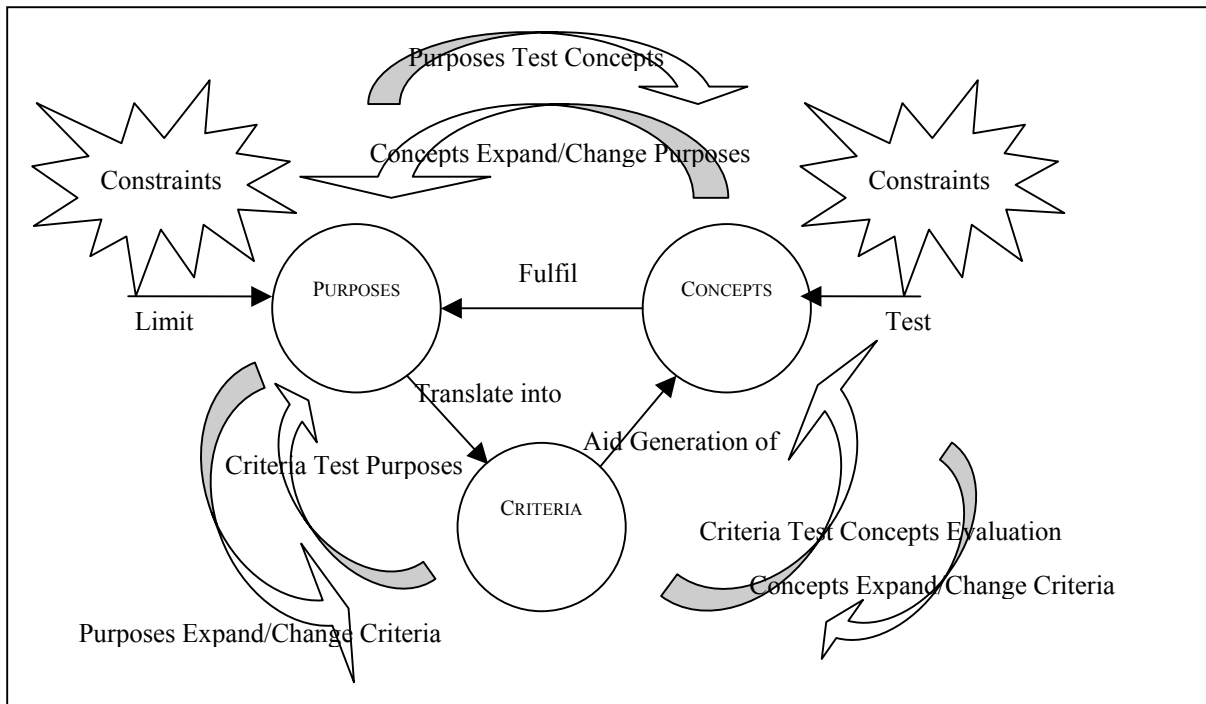 Purposes Test Concepts
Concepts Expand/Change Purposes
Constraints
Constraints
Fulfil
PURPOSES
CONCEPTS
Limit
Test
Translate into
Aid Generation of
Criteria Test Purposes
CRITERIA
Criteria Test Concepts Evaluation
Concepts Expand/Change Criteria
Purposes Expand/Change Criteria